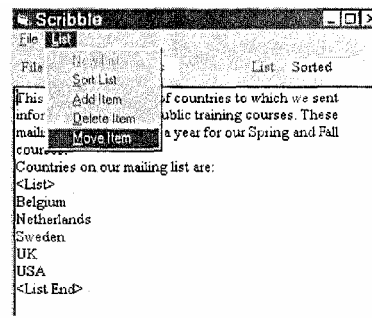 Scribble
File List
New List
File List Sorted
Sort List
Add Item
Delete Item
Move Item
This of countries to which we sent
infor ublic training courses. These
maili a year for our Spring and Fall
courses.
Countries on our mailing list are:
<List>
Belgium
Netherlands
Sweden
UK
USA
<List End>